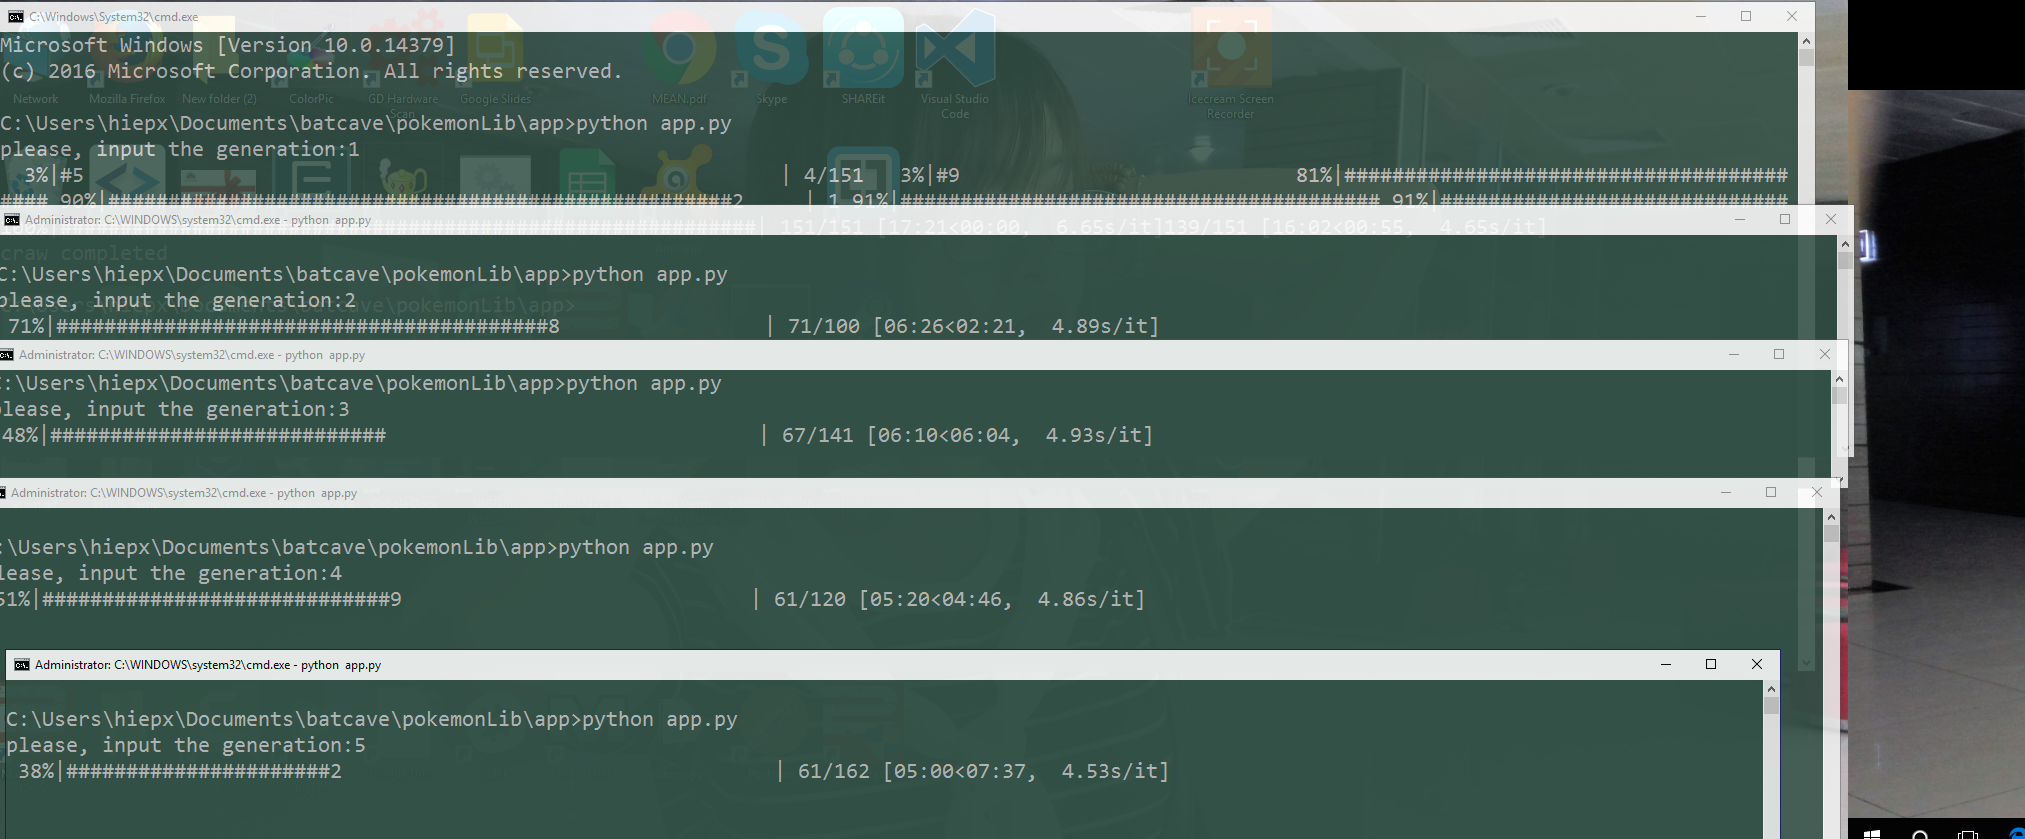 C:\Windows\System32\cmd.exe
Microsoft Windows [Version 10.0.14379]
(c) 2016 Microsoft Corporation. All rights reserved.
Network Mozilla Firefox New folder (2) ColorPic GD Hardware Scan Google Slides MEAN.pdf Skype SHAREit Visual Studio Code Icecream Screen Recorder
C:\Users\hiepx\Documents\batcave\pokemonLib\app>python app.py
please, input the generation:1
3%|#5 | 4/151 3%|#9 81%|#####################################
#### 90%|####################################################2 | 1 91%|######################################## 91%|#############################
Administrator: C:\WINDOWS\system32\cmd.exe - python app.py
| 151/151 [17:21<00:00, 6.65s/it]139/151 [16:02<00:55, 4.65s/it]
craw completed
C:\Users\hiepx\Documents\batcave\pokemonLib\app>python app.py
please, input the generation:2
71%|#########################################8 | 71/100 [06:26<02:21, 4.89s/it]
Administrator: C:\WINDOWS\system32\cmd.exe - python app.py
:\Users\hiepx\Documents\batcave\pokemonLib\app>python app.py
lease, input the generation:3
48%|############################ | 67/141 [06:10<06:04, 4.93s/it]
Administrator: C:\WINDOWS\system32\cmd.exe - python app.py
:\Users\hiepx\Documents\batcave\pokemonLib\app>python app.py
lease, input the generation:4
51%|#############################9 | 61/120 [05:20<04:46, 4.86s/it]
Administrator: C:\WINDOWS\system32\cmd.exe - python app.py
C:\Users\hiepx\Documents\batcave\pokemonLib\app>python app.py
please, input the generation:5
38%|######################2 | 61/162 [05:00<07:37, 4.53s/it]